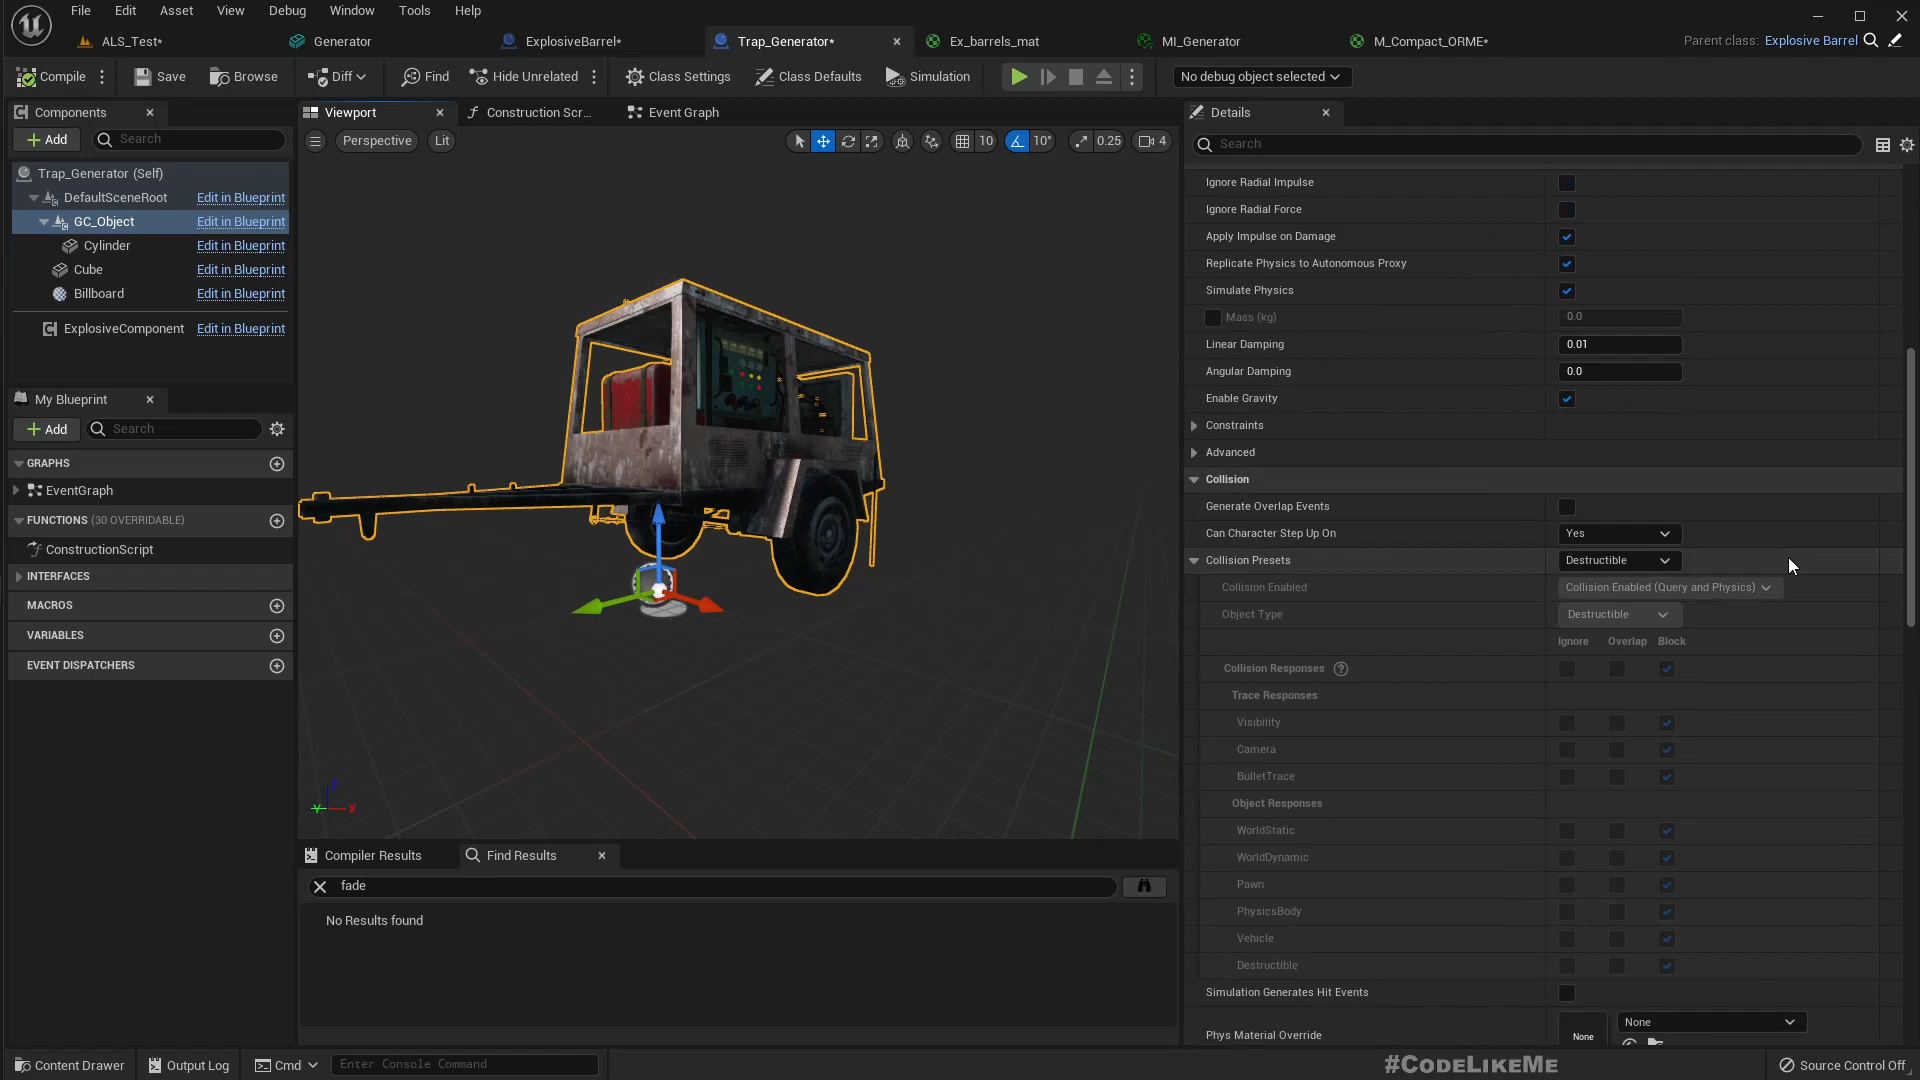 File Edit Asset View Debug Window Tools Help
ALS_Test* Generator ExplosiveBarrel* Trap_Generator* Ex_barrels_mat MI_Generator M_Compact_ORME* Parent class: Explosive Barrel
Compile Save Browse Diff Find Hide Unrelated Class Settings Class Defaults Simulation No debug object selected
Components
Add Search
Trap_Generator (Self)
DefaultSceneRoot Edit in Blueprint
GC_Object Edit in Blueprint
Cylinder Edit in Blueprint
Cube Edit in Blueprint
Billboard Edit in Blueprint
ExplosiveComponent Edit in Blueprint
My Blueprint
Add Search
GRAPHS
EventGraph
FUNCTIONS (30 OVERRIDABLE)
ConstructionScript
INTERFACES
MACROS
VARIABLES
EVENT DISPATCHERS
Viewport Construction Scr... Event Graph
Perspective Lit 10 10° 0.25 4
Y X
Compiler Results Find Results
fade
No Results found
Details
Search
Ignore Radial Impulse
Ignore Radial Force
Apply Impulse on Damage
Replicate Physics to Autonomous Proxy
Simulate Physics
Mass (kg) 0.0
Linear Damping 0.01
Angular Damping 0.0
Enable Gravity
Constraints
Advanced
Collision
Generate Overlap Events
Can Character Step Up On Yes
Collision Presets Destructible
Collision Enabled Collision Enabled (Query and Physics)
Object Type Destructible
Ignore Overlap Block
Collision Responses ?
Trace Responses
Visibility
Camera
BulletTrace
Object Responses
WorldStatic
WorldDynamic
Pawn
PhysicsBody
Vehicle
Destructible
Simulation Generates Hit Events
Phys Material Override None None
Content Drawer Output Log Cmd Enter Console Command #CodeLikeMe Source Control Off